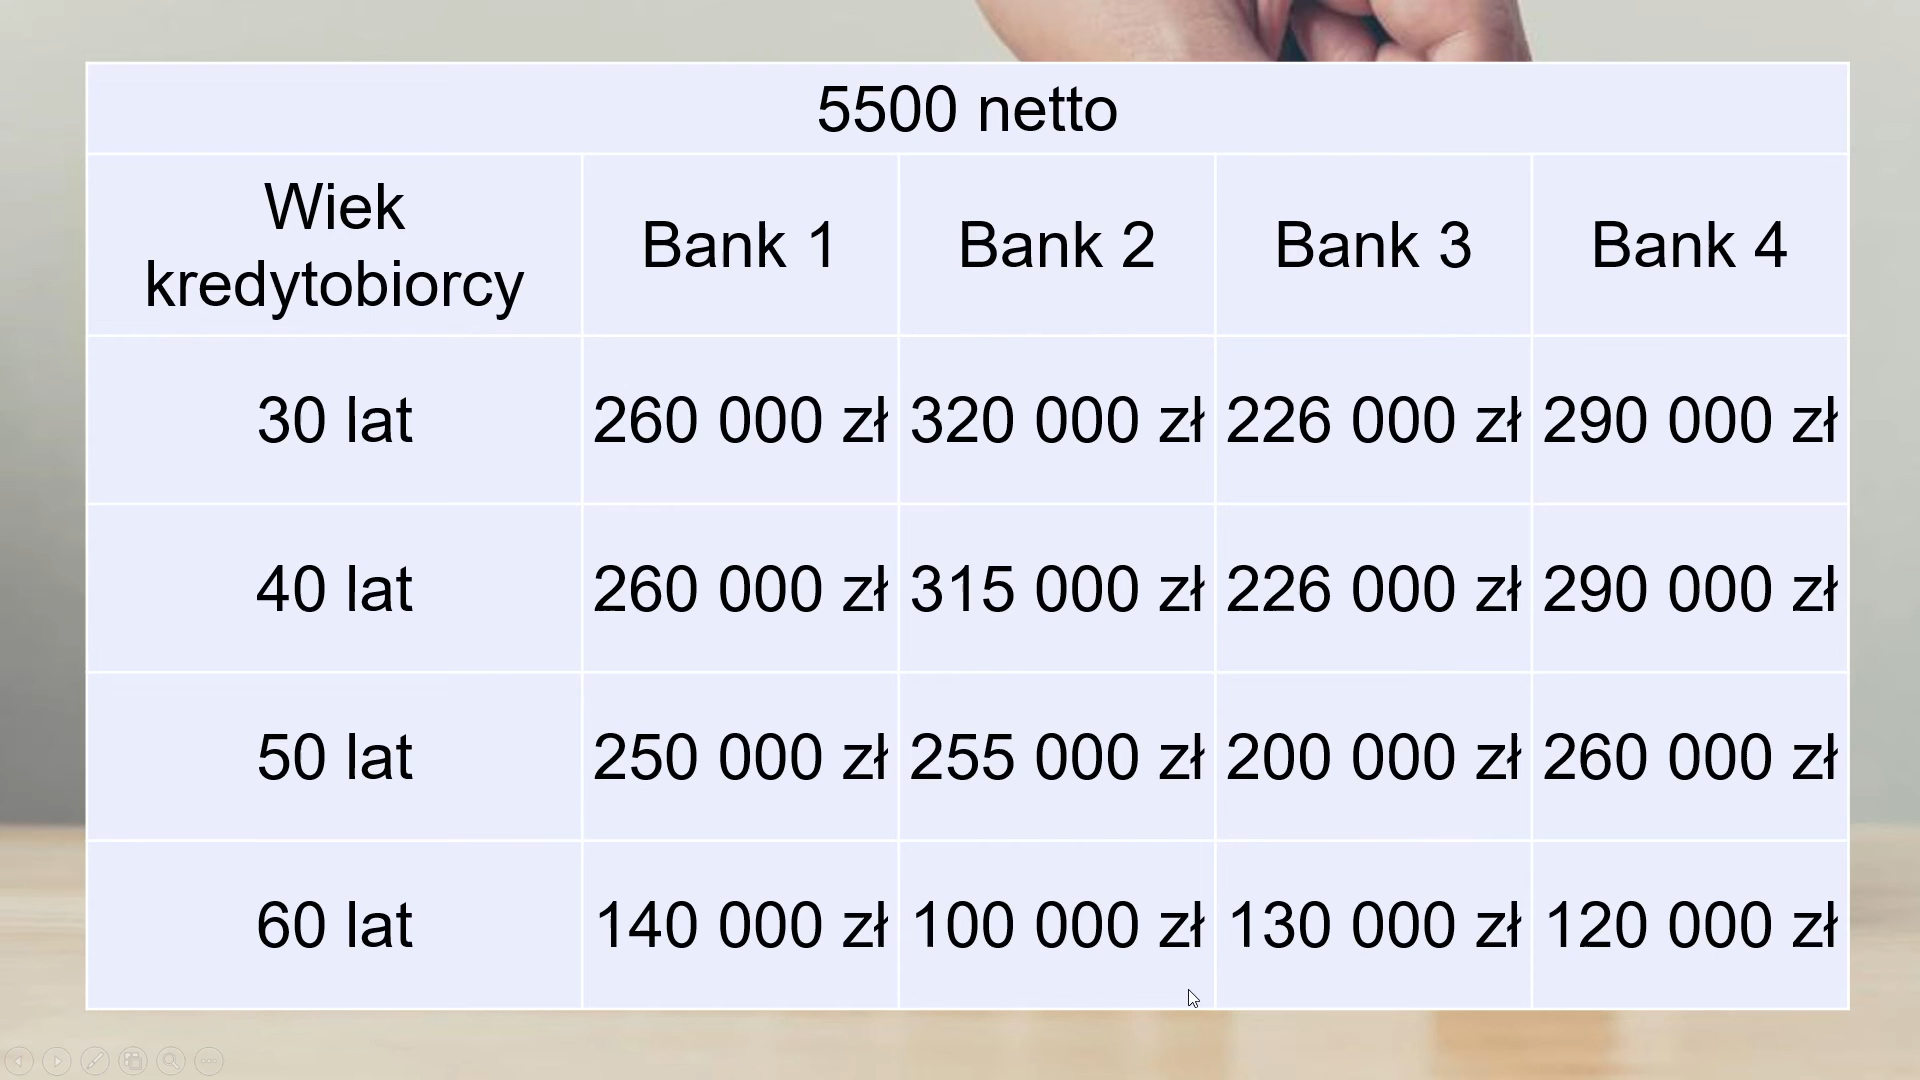 5500 netto
Wiek
kredytobiorcy
Bank 1
Bank 2
Bank 3
Bank 4
30 lat
260 000 zł
320 000 zł
226 000 zł
290 000 zł
40 lat
260 000 zł
315 000 zł
226 000 zł
290 000 zł
50 lat
250 000 zł
255 000 zł
200 000 zł
260 000 zł
60 lat
140 000 zł
100 000 zł
130 000 zł
120 000 zł